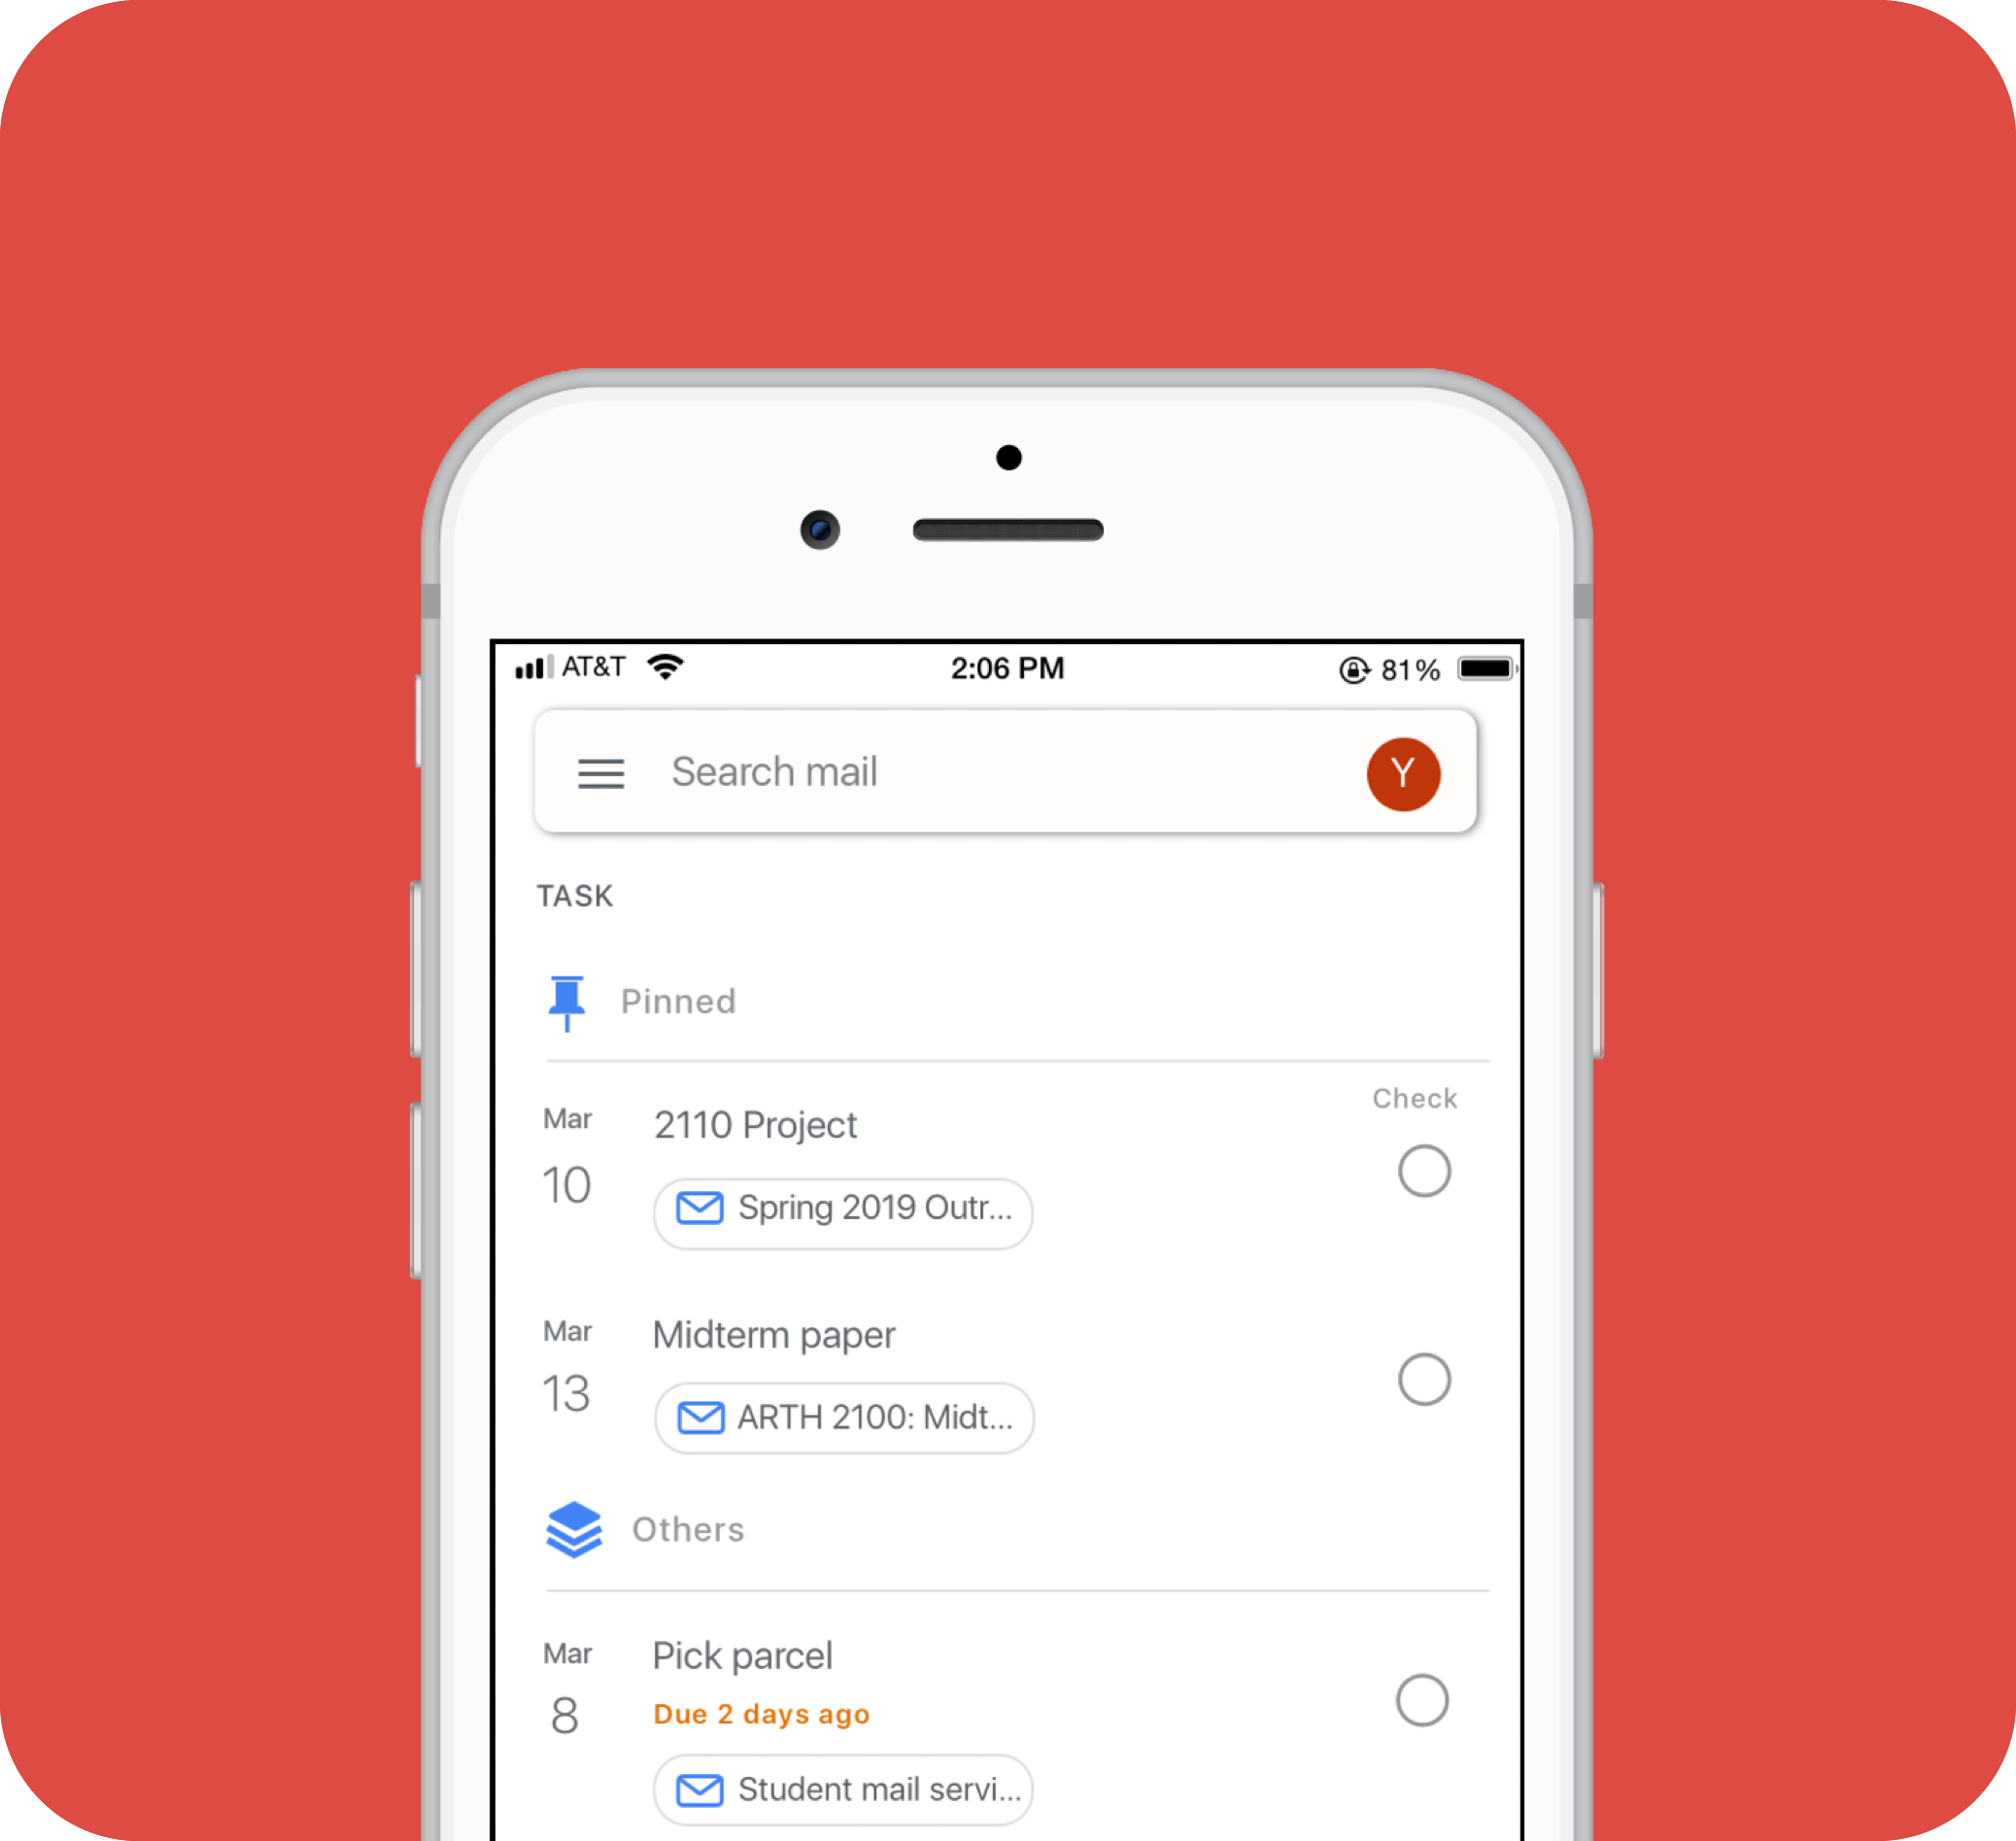 AT&T 2:06 PM 81%
Search mail Y
TASK
Pinned
Check
Mar 2110 Project
10
Spring 2019 Outr...
Mar Midterm paper
13
ARTH 2100: Midt...
Others
Mar Pick parcel
8 Due 2 days ago
Student mail servi...